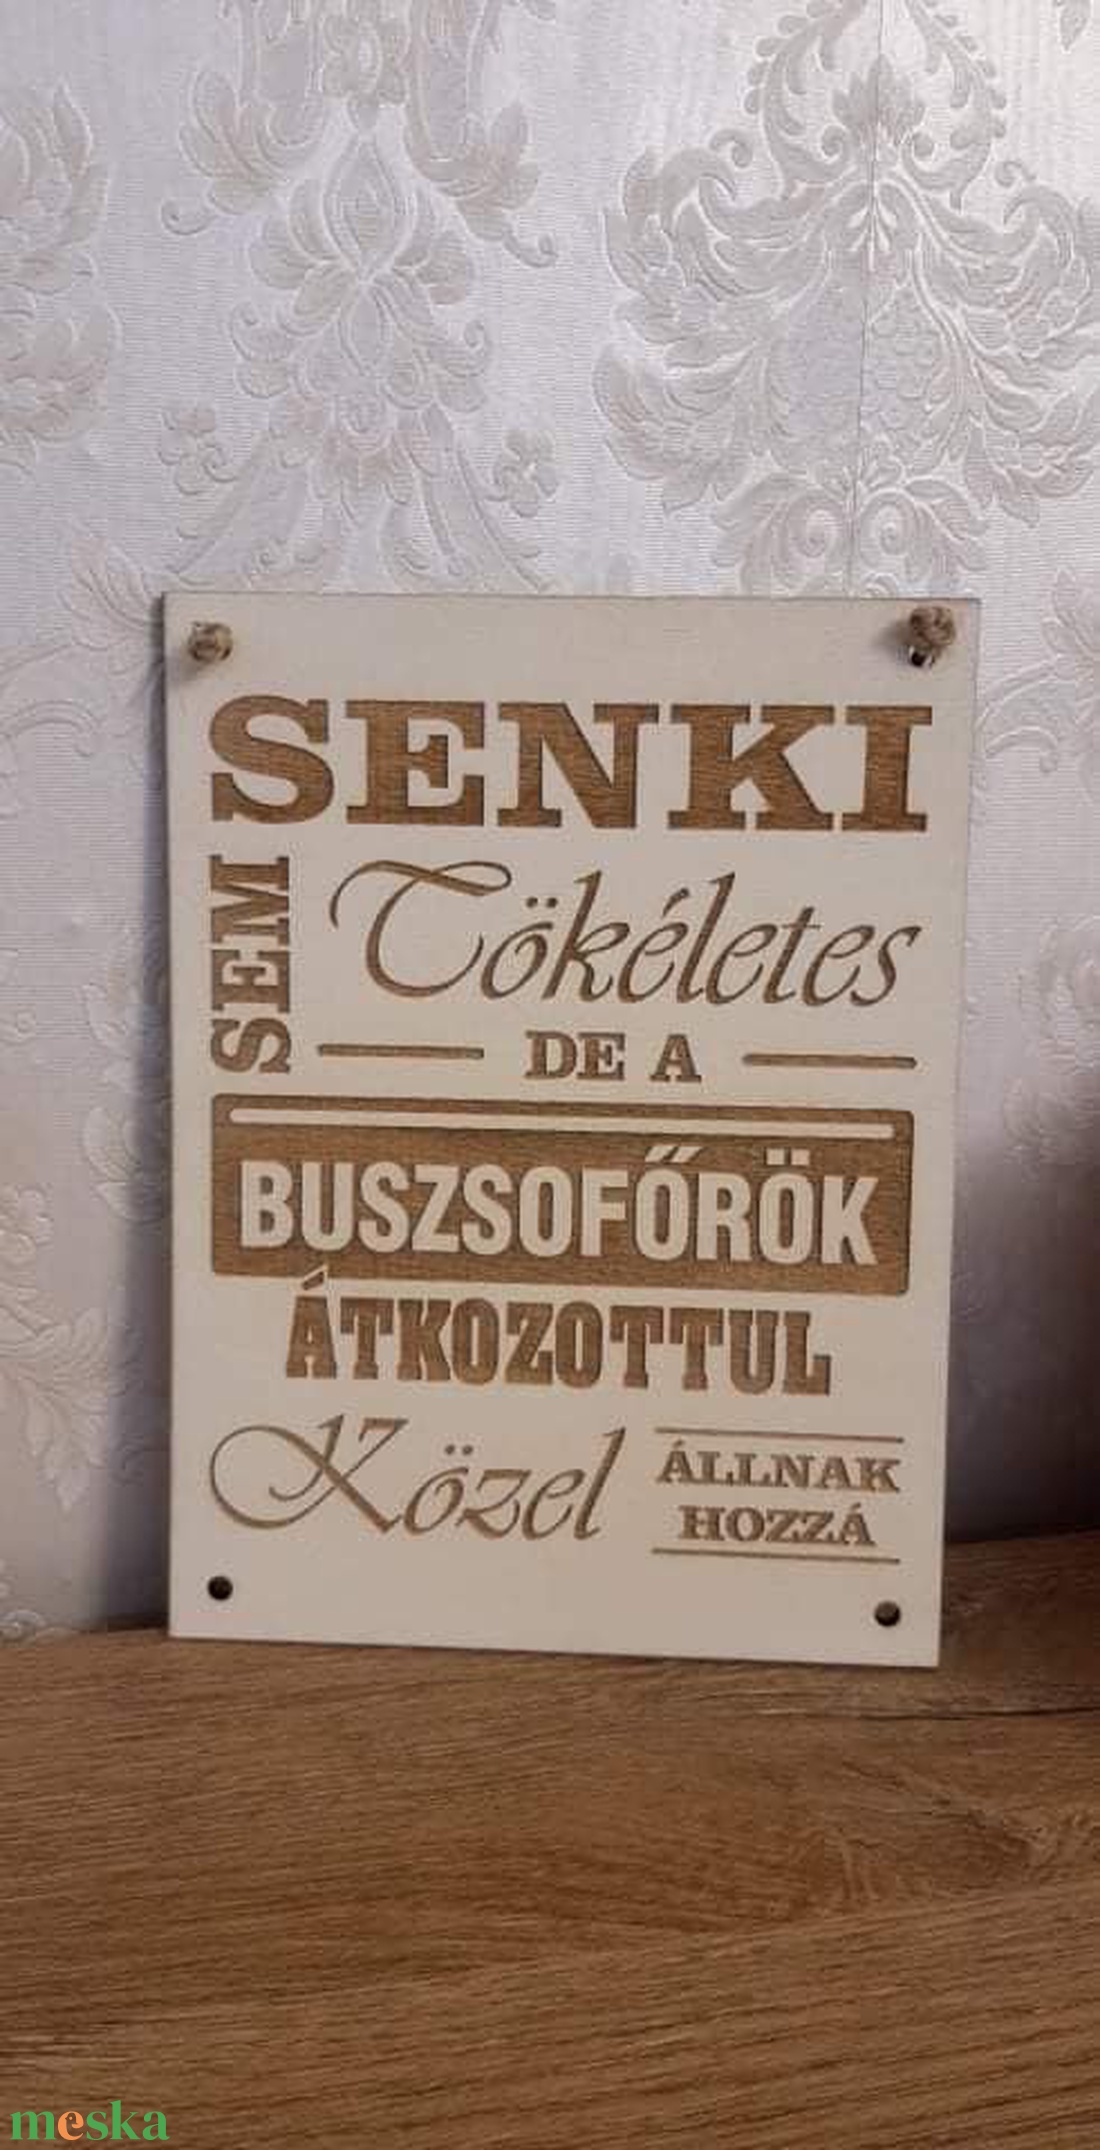 SENKI
SEM
Tökéletes
DE A
BUSZSOFŐRÖK
ÁTKOZOTTUL
Közel
ÁLLNAK
HOZZÁ
meska